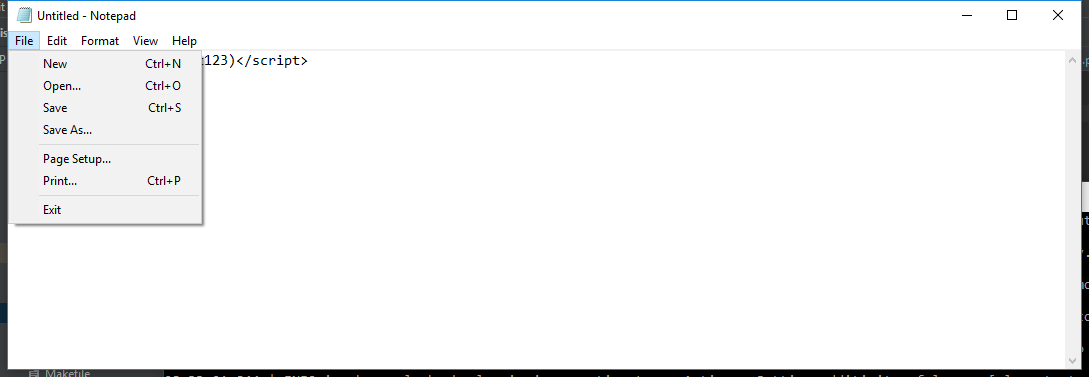 Untitled - Notepad
File Edit Format View Help
123)</script>
New Ctrl+N
Open... Ctrl+O
Save Ctrl+S
Save As...
Page Setup...
Print... Ctrl+P
Exit
Makefile